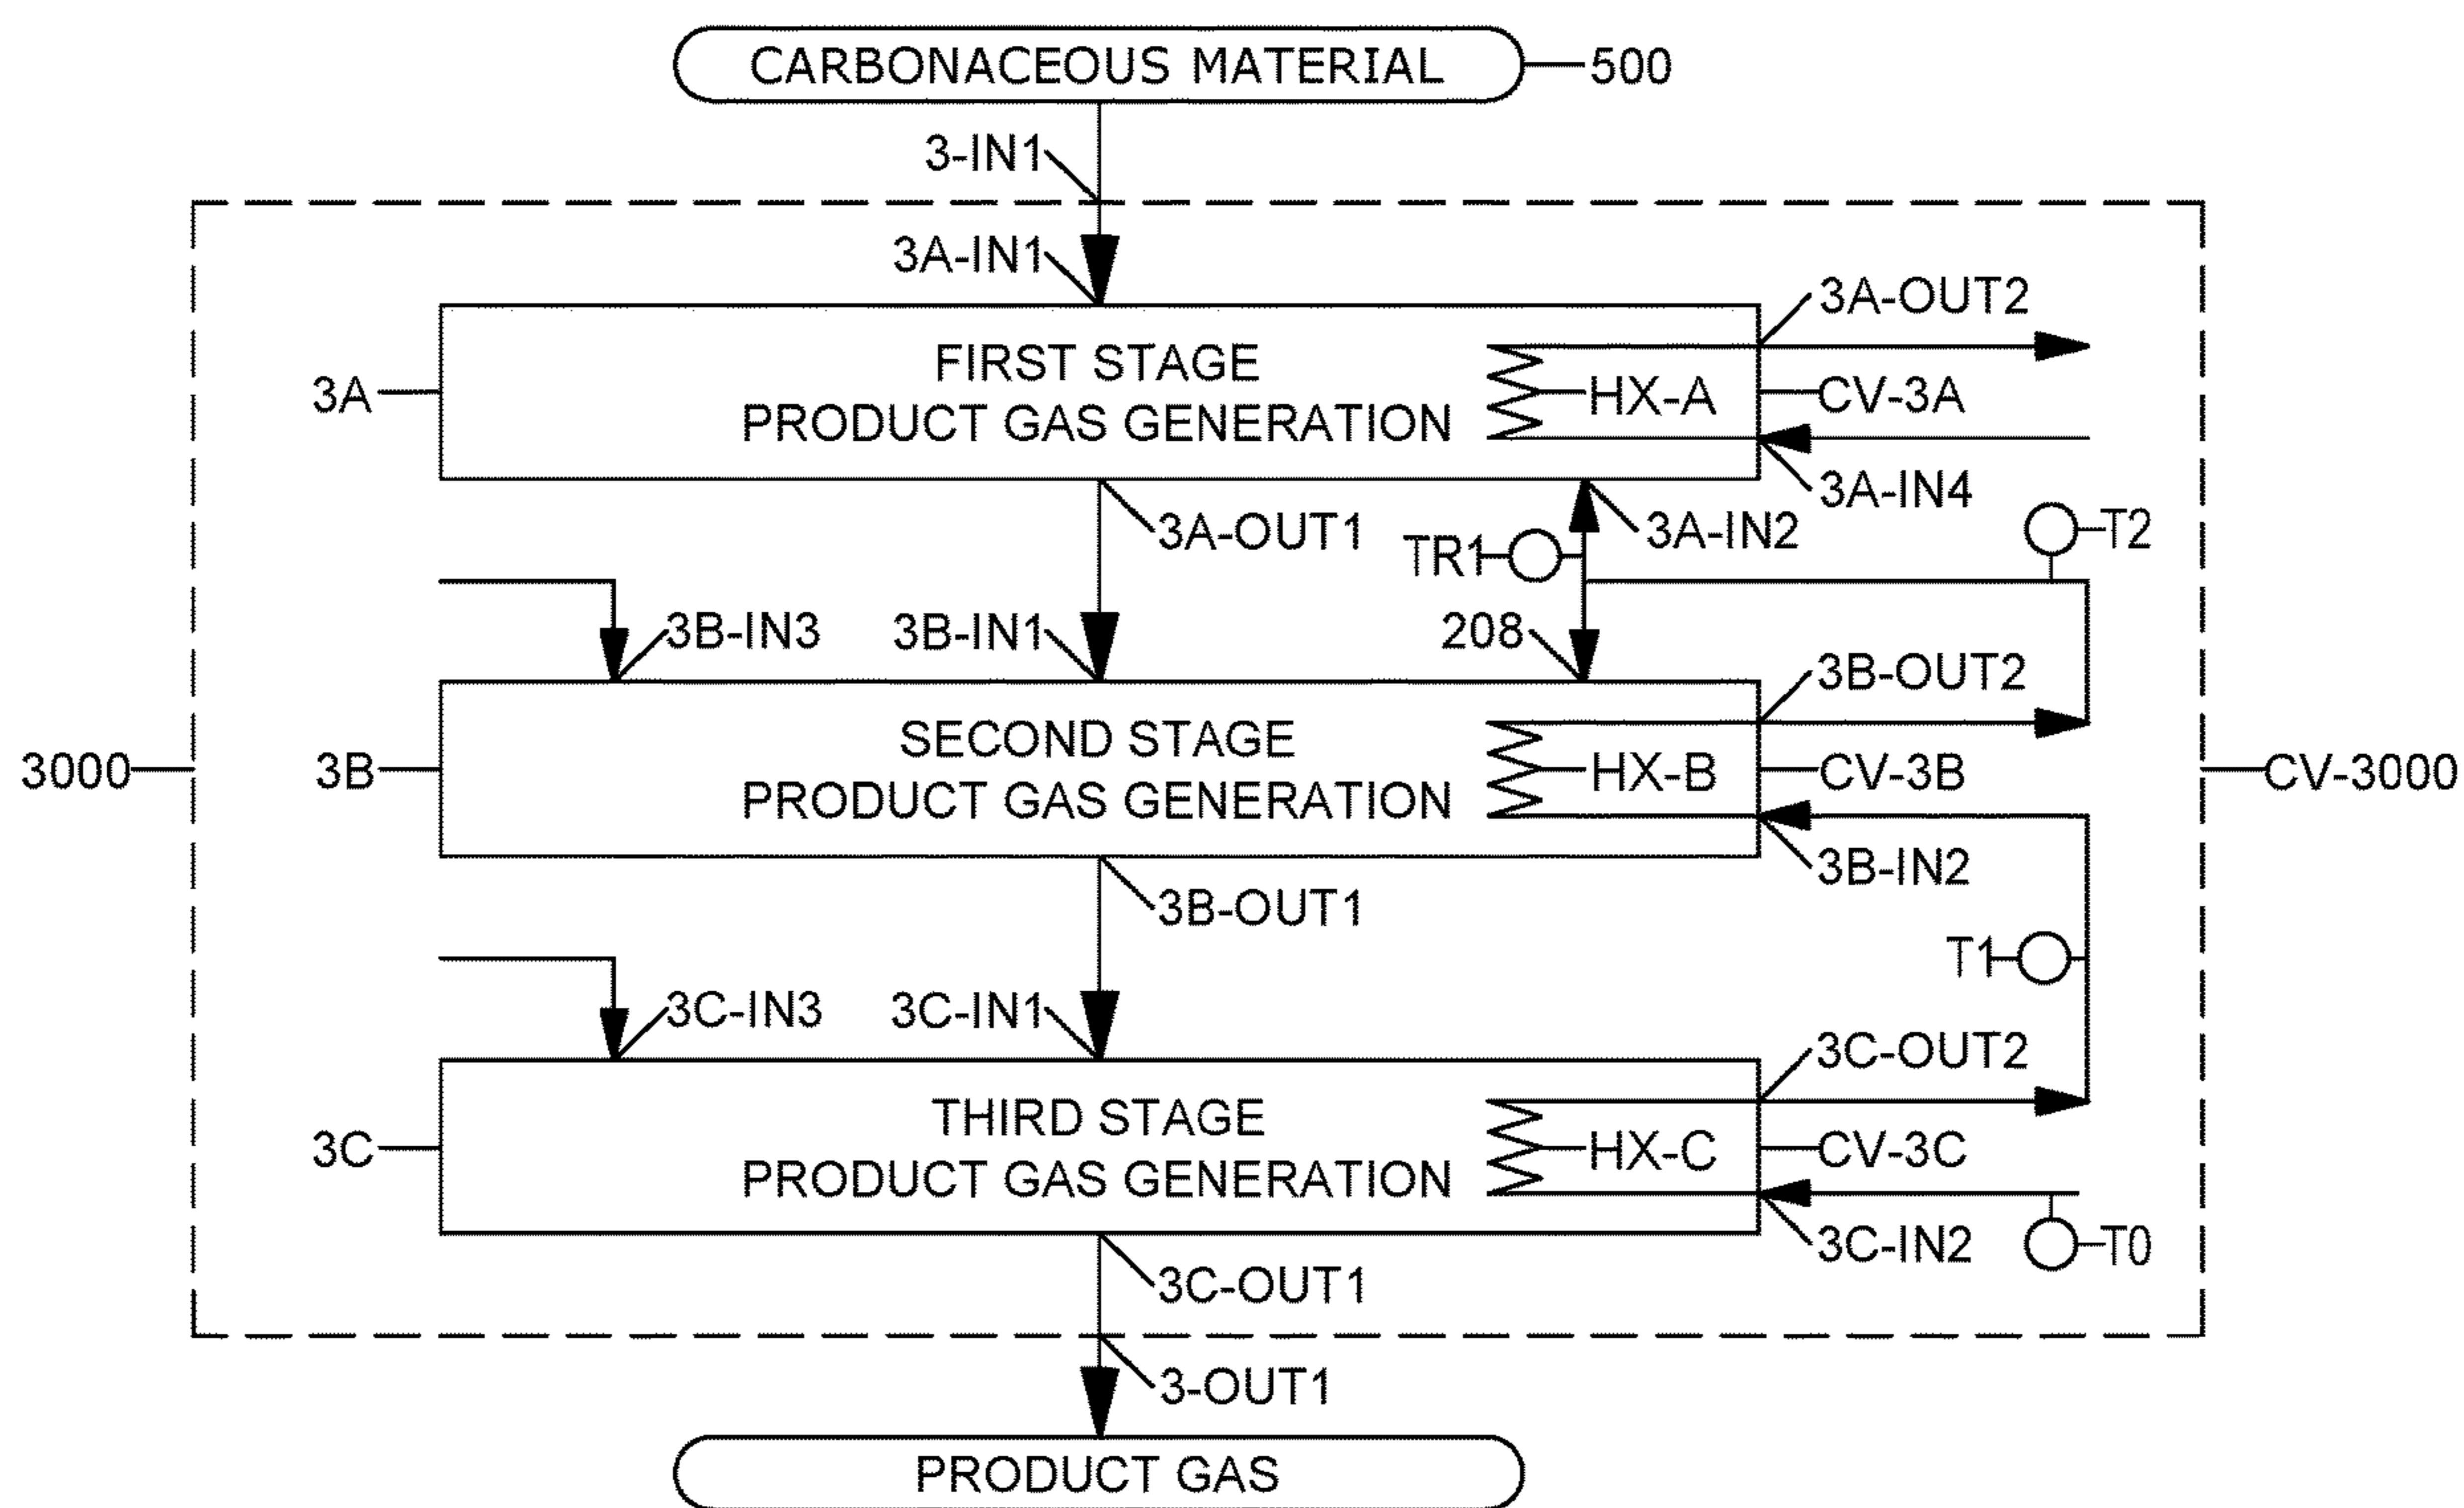 CARBONACEOUS MATERIAL
500
3-IN1
3A-IN1
3A-OUT2
FIRST STAGE
3A
HX-A
CV-3A
PRODUCT GAS GENERATION
3A-IN4
3A-OUT1
TR1
3A-IN2
T2
3B-IN3
3B-IN1
208
3B-OUT2
SECOND STAGE
3000
3B
HX-B
CV-3B
CV-3000
PRODUCT GAS GENERATION
3B-IN2
3B-OUT1
T1
3C-IN3
3C-IN1
3C-OUT2
THIRD STAGE
3C
HX-C
CV-3C
PRODUCT GAS GENERATION
3C-IN2
T0
3C-OUT1
3-OUT1
PRODUCT GAS